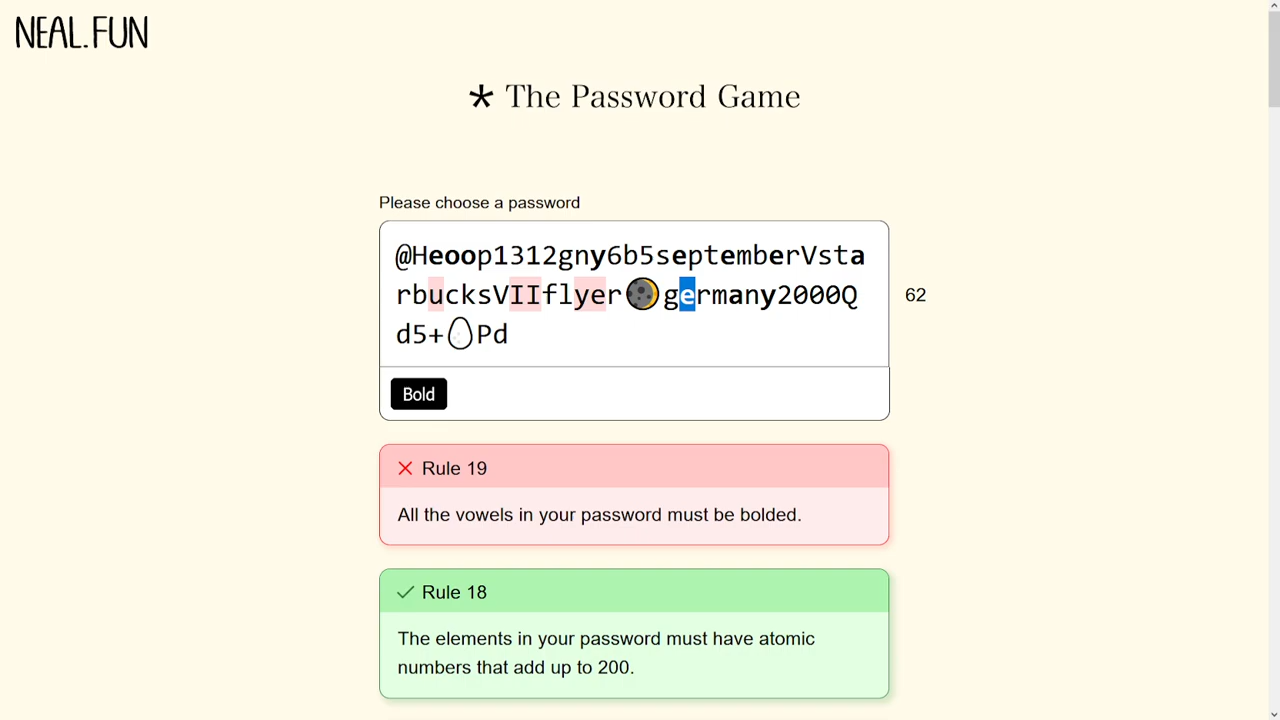 NEAL.FUN
* The Password Game
Please choose a password
@Heoop1312gny6b5septemberVsta
rbucksVIIflyer🌘germany2000Q
d5+🥚Pd
62
Bold
Rule 19
All the vowels in your password must be bolded.
Rule 18
The elements in your password must have atomic
numbers that add up to 200.